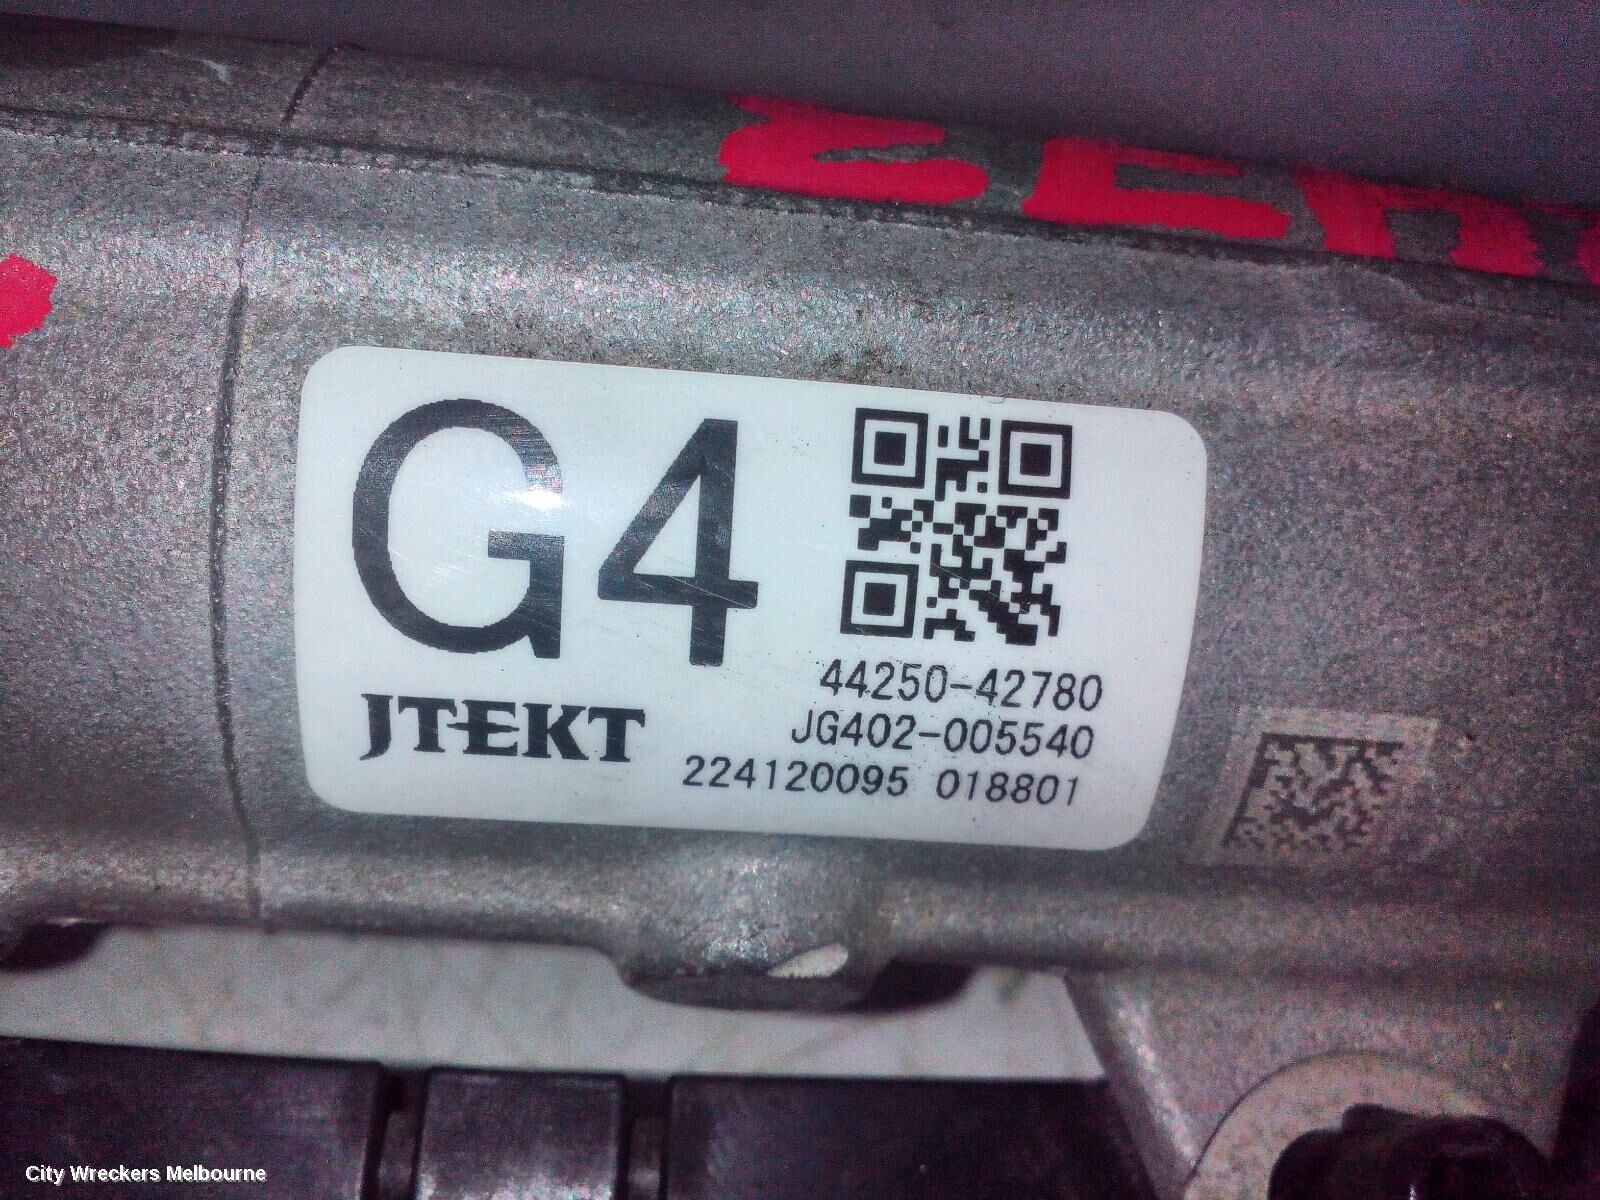 G4
JTEKT
44250-42780
JG402-005540
224120095 018801
City Wreckers Melbourne